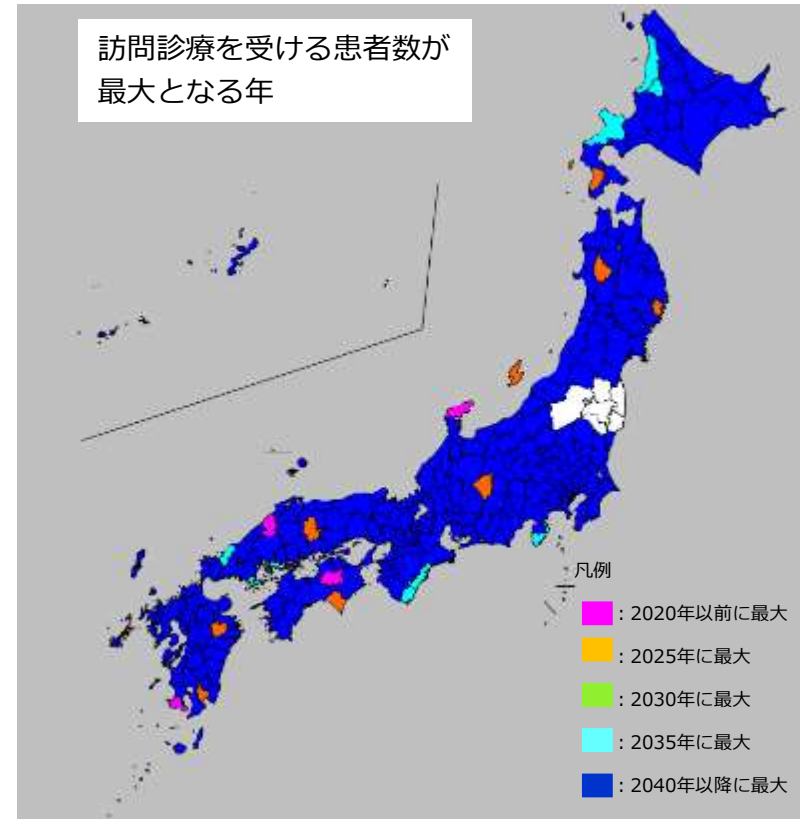 訪問診療を受ける患者数が
最大となる年
凡例
：2020年以前に最大
：2025年に最大
：2030年に最大
：2035年に最大
：2040年以降に最大